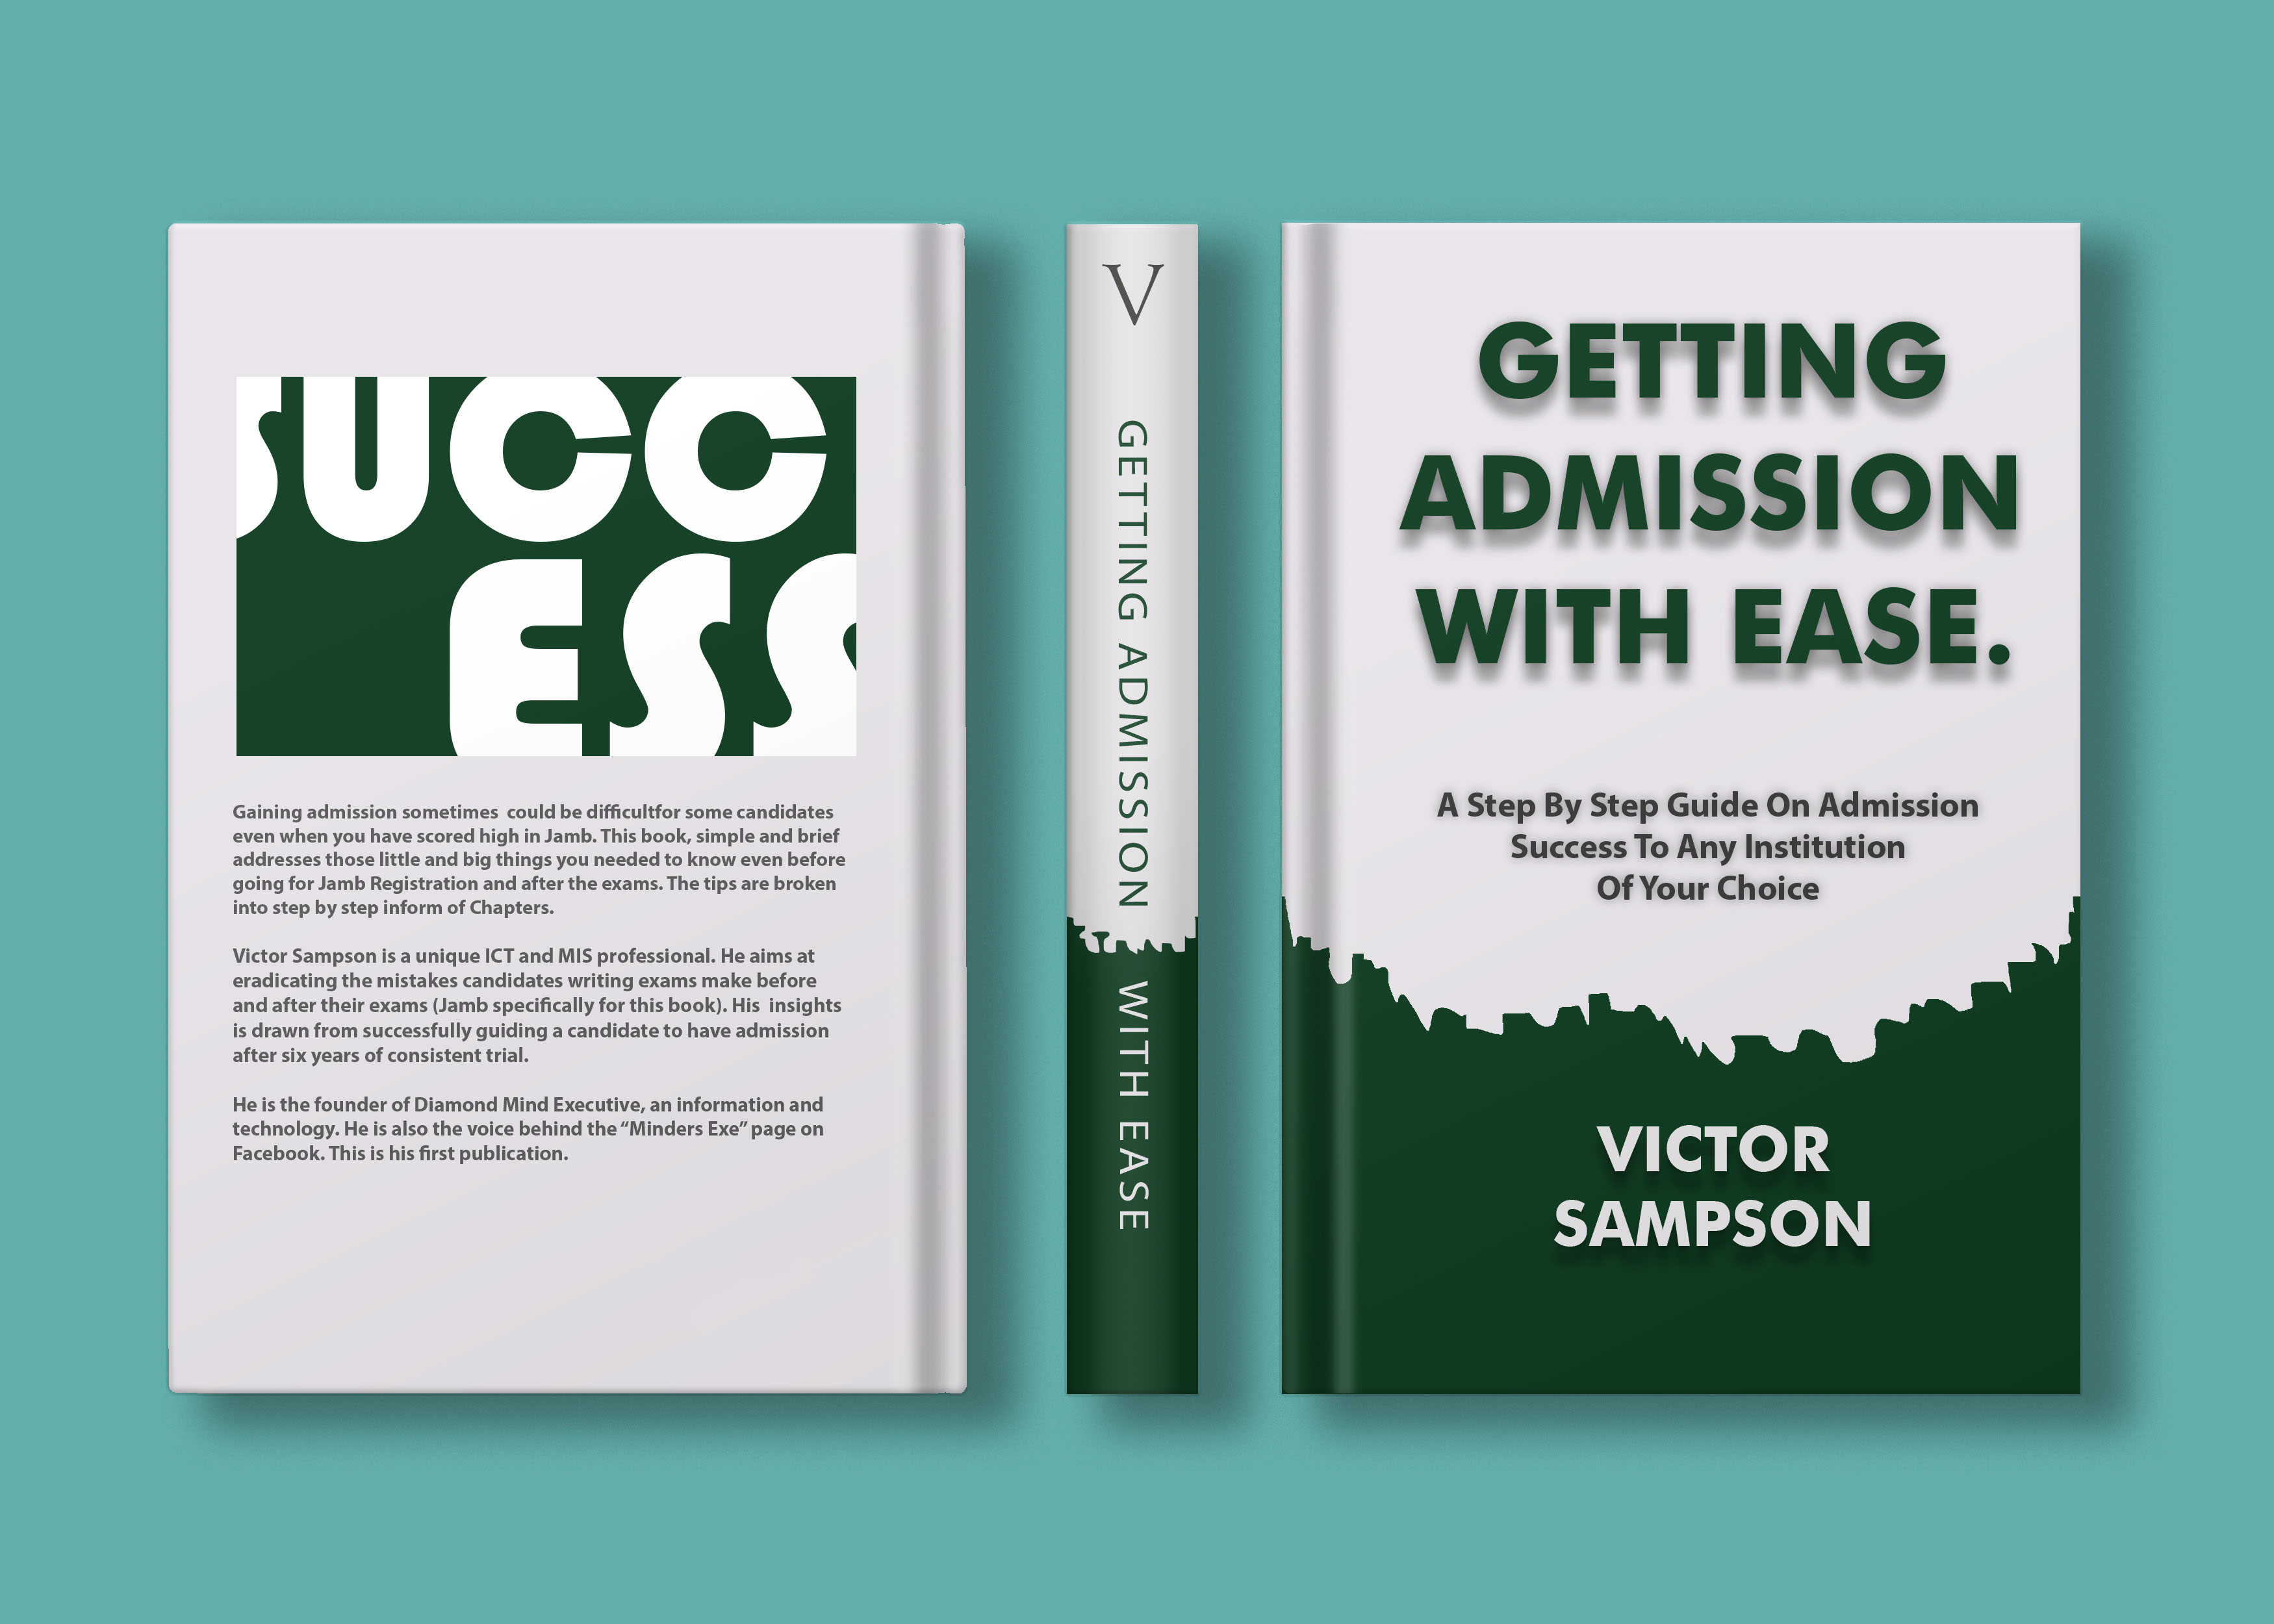 SUCC
ESS
Gaining admission sometimes  could be difficultfor some candidates
even when you have scored high in Jamb. This book, simple and brief
addresses those little and big things you needed to know even before
going for Jamb Registration and after the exams. The tips are broken
into step by step inform of Chapters.
Victor Sampson is a unique ICT and MIS professional. He aims at
eradicating the mistakes candidates writing exams make before
and after their exams (Jamb specifically for this book). His  insights
is drawn from successfully guiding a candidate to have admission
after six years of consistent trial.
He is the founder of Diamond Mind Executive, an information and
technology. He is also the voice behind the “Minders Exe” page on
Facebook. This is his first publication.
V
GETTING ADMISSION WITH EASE
GETTING
ADMISSION
WITH EASE.
A Step By Step Guide On Admission
Success To Any Institution
Of Your Choice
VICTOR
SAMPSON